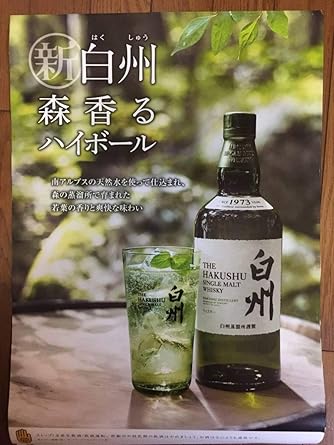 はく しゅう
新 白州
森香る
ハイボール
南アルプスの天然水を使って仕込まれ、
森の蒸溜所で育まれた
若葉の香りと爽快な味わい
1973
THE
HAKUSHU
SINGLE MALT
WHISKY
白州
白州蒸溜所謹製
THE
HAKUSHU
SINGLE MALT
WHISKY
白州